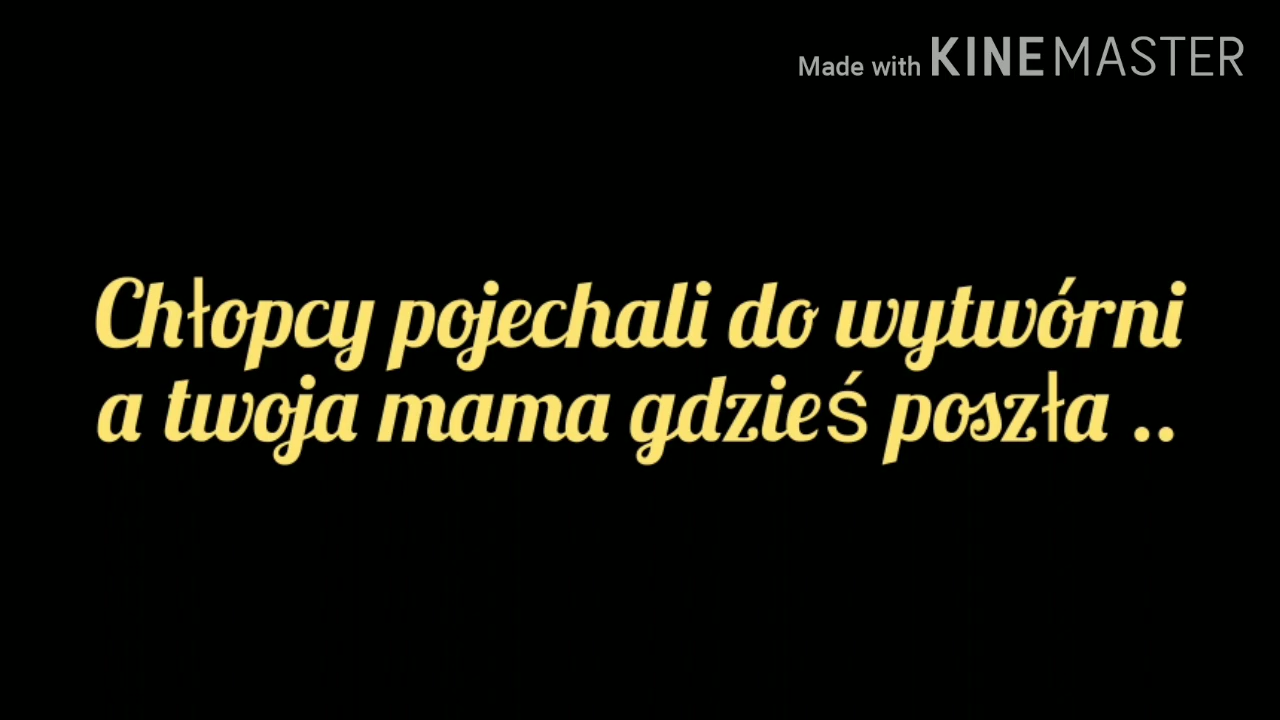 Made with KINEMASTER
Chłopcy pojechali do wytwórni
a twoja mama gdzieś poszła ..